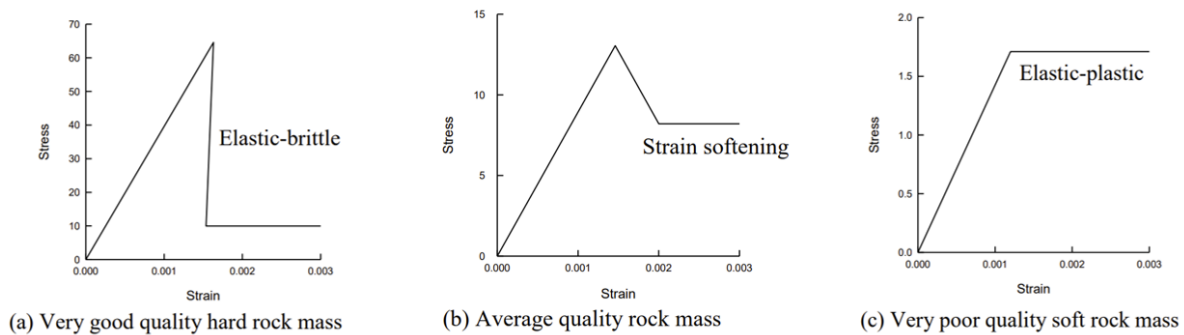 70
60
50
40
30
20
10
0
Stress
Elastic-brittle
0.000
0.001
0.002
0.003
Strain
(a) Very good quality hard rock mass
15
10
5
0
Stress
Strain softening
0.000
0.001
0.002
0.003
Strain
(b) Average quality rock mass
2.0
1.5
1.0
0.5
0.0
Stress
Elastic-plastic
0.000
0.001
0.002
0.003
Strain
(c) Very poor quality soft rock mass